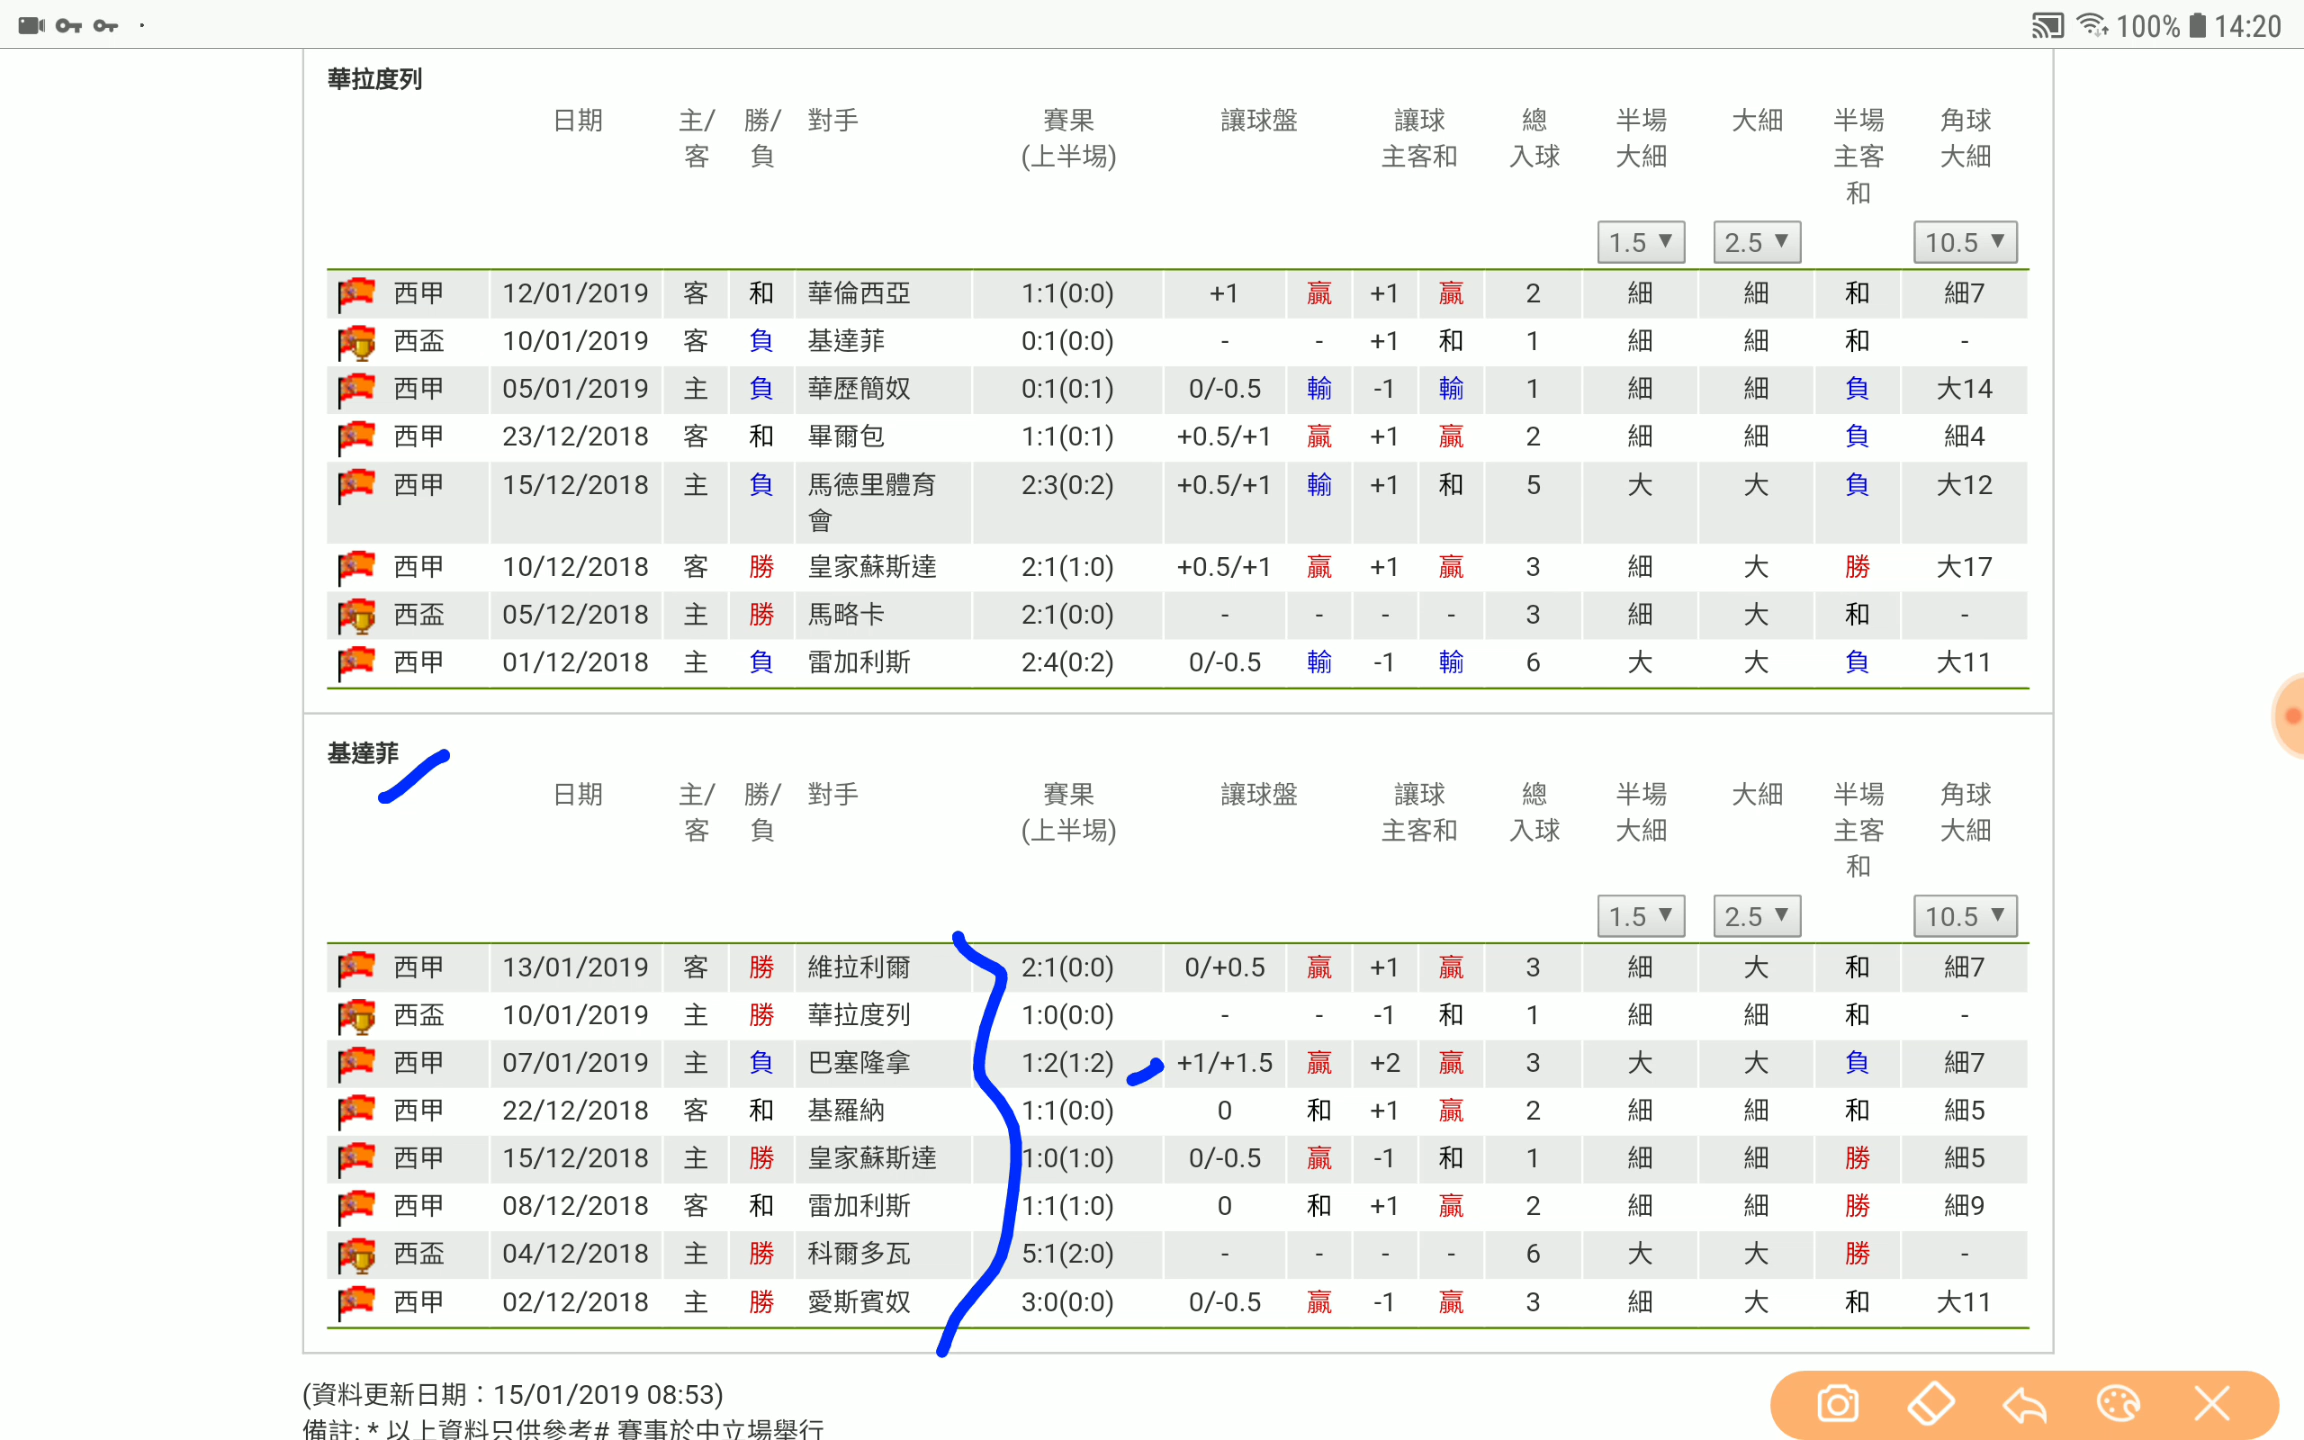 100% 14:20
華拉度列
日期 主/客 勝/負 對手 賽果(上半場) 讓球盤 讓球主客和 總入球 半場大細 大細 半場主客和 角球大細
1.5 ▼ 2.5 ▼ 10.5 ▼
西甲 12/01/2019 客 和 華倫西亞 1:1(0:0) +1 贏 +1 贏 2 細 細 和 細7
西盃 10/01/2019 客 負 基達菲 0:1(0:0) - - +1 和 1 細 細 和 -
西甲 05/01/2019 主 負 華歷簡奴 0:1(0:1) 0/-0.5 輸 -1 輸 1 細 細 負 大14
西甲 23/12/2018 客 和 畢爾包 1:1(0:1) +0.5/+1 贏 +1 贏 2 細 細 負 細4
西甲 15/12/2018 主 負 馬德里體育會 2:3(0:2) +0.5/+1 輸 +1 和 5 大 大 負 大12
西甲 10/12/2018 客 勝 皇家蘇斯達 2:1(1:0) +0.5/+1 贏 +1 贏 3 細 大 勝 大17
西盃 05/12/2018 主 勝 馬略卡 2:1(0:0) - - - - 3 細 大 和 -
西甲 01/12/2018 主 負 雷加利斯 2:4(0:2) 0/-0.5 輸 -1 輸 6 大 大 負 大11
基達菲
日期 主/客 勝/負 對手 賽果(上半場) 讓球盤 讓球主客和 總入球 半場大細 大細 半場主客和 角球大細
1.5 ▼ 2.5 ▼ 10.5 ▼
西甲 13/01/2019 客 勝 維拉利爾 2:1(0:0) 0/+0.5 贏 +1 贏 3 細 大 和 細7
西盃 10/01/2019 主 勝 華拉度列 1:0(0:0) - - -1 和 1 細 細 和 -
西甲 07/01/2019 主 負 巴塞隆拿 1:2(1:2) +1/+1.5 贏 +2 贏 3 大 大 負 細7
西甲 22/12/2018 客 和 基羅納 1:1(0:0) 0 和 +1 贏 2 細 細 和 細5
西甲 15/12/2018 主 勝 皇家蘇斯達 1:0(1:0) 0/-0.5 贏 -1 和 1 細 細 勝 細5
西甲 08/12/2018 客 和 雷加利斯 1:1(1:0) 0 和 +1 贏 2 細 細 勝 細9
西盃 04/12/2018 主 勝 科爾多瓦 5:1(2:0) - - - - 6 大 大 勝 -
西甲 02/12/2018 主 勝 愛斯賓奴 3:0(0:0) 0/-0.5 贏 -1 贏 3 細 大 和 大11
(資料更新日期：15/01/2019 08:53)
備註: * 以上資料只供參考# 賽事於中立場舉行